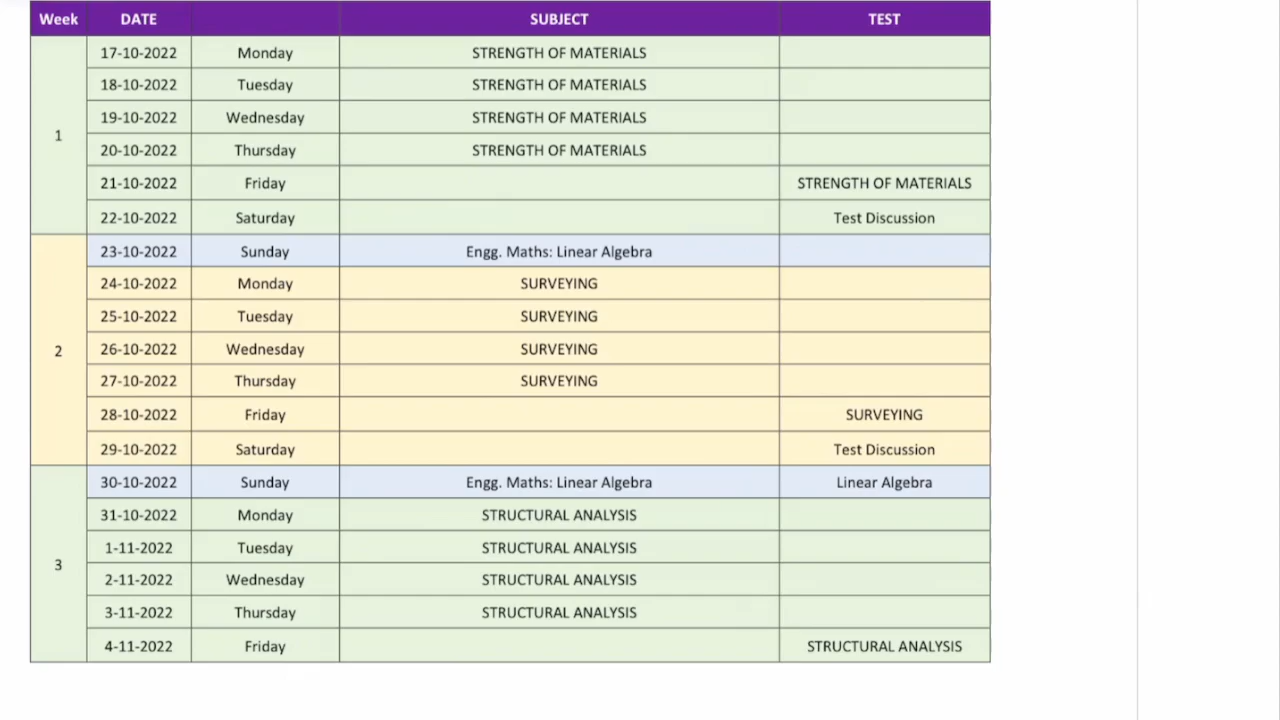 Week DATE SUBJECT TEST
17-10-2022 Monday STRENGTH OF MATERIALS
18-10-2022 Tuesday STRENGTH OF MATERIALS
19-10-2022 Wednesday STRENGTH OF MATERIALS
1
20-10-2022 Thursday STRENGTH OF MATERIALS
21-10-2022 Friday STRENGTH OF MATERIALS
22-10-2022 Saturday Test Discussion
23-10-2022 Sunday Engg. Maths: Linear Algebra
24-10-2022 Monday SURVEYING
25-10-2022 Tuesday SURVEYING
2 26-10-2022 Wednesday SURVEYING
27-10-2022 Thursday SURVEYING
28-10-2022 Friday SURVEYING
29-10-2022 Saturday Test Discussion
30-10-2022 Sunday Engg. Maths: Linear Algebra Linear Algebra
31-10-2022 Monday STRUCTURAL ANALYSIS
1-11-2022 Tuesday STRUCTURAL ANALYSIS
3
2-11-2022 Wednesday STRUCTURAL ANALYSIS
3-11-2022 Thursday STRUCTURAL ANALYSIS
4-11-2022 Friday STRUCTURAL ANALYSIS